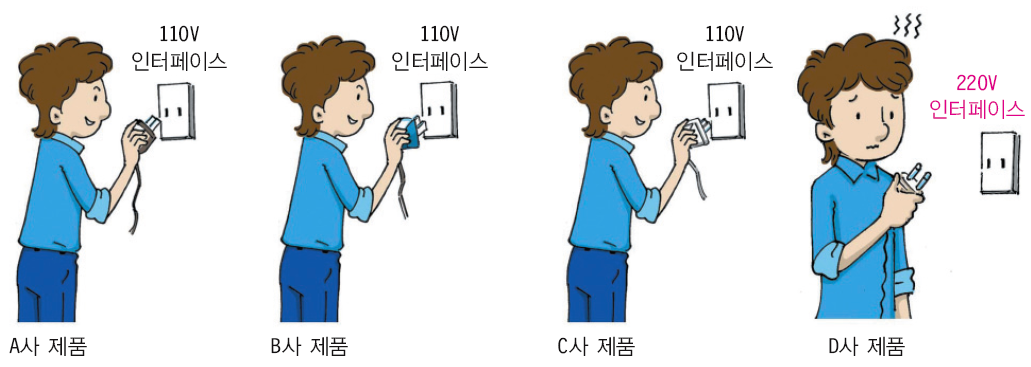 110V
인터페이스
110V
인터페이스
110V
인터페이스
220V
인터페이스
A사 제품
B사 제품
C사 제품
D사 제품